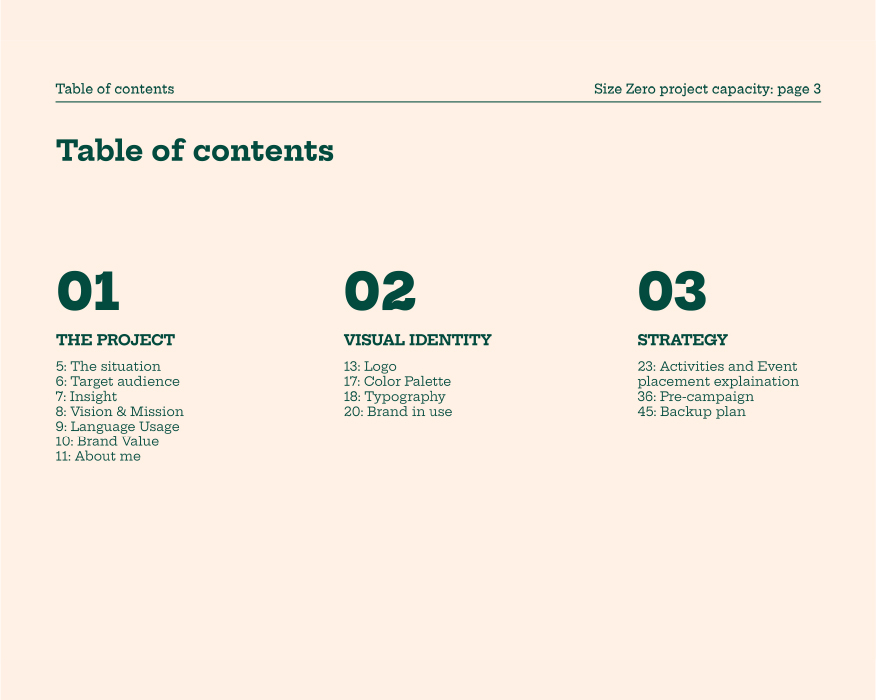 Table of contents
Size Zero project capacity: page 3
Table of contents
01
THE PROJECT
5: The situation
6: Target audience
7: Insight
8: Vision & Mission
9: Language Usage
10: Brand Value
11: About me
02
VISUAL IDENTITY
13: Logo
17: Color Palette
18: Typography
20: Brand in use
03
STRATEGY
23: Activities and Event
placement explaination
36: Pre-campaign
45: Backup plan